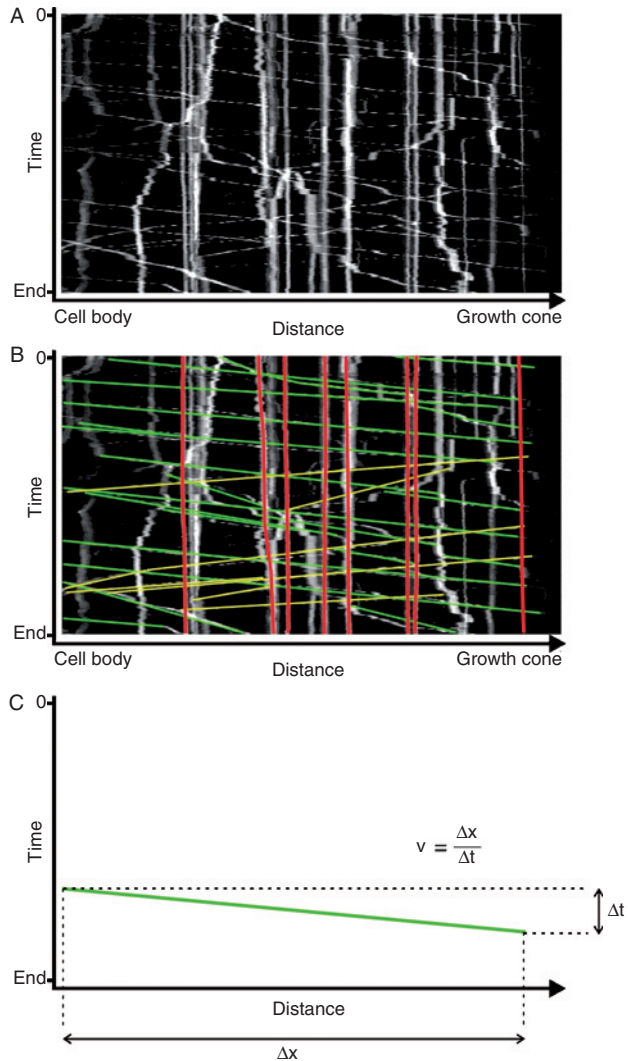 A
0
Time
End
Cell body
Distance
Growth cone
B
0
Time
End
Cell body
Distance
Growth cone
C
0
Time
v = Δx/Δt
Δt
End
Distance
Δx